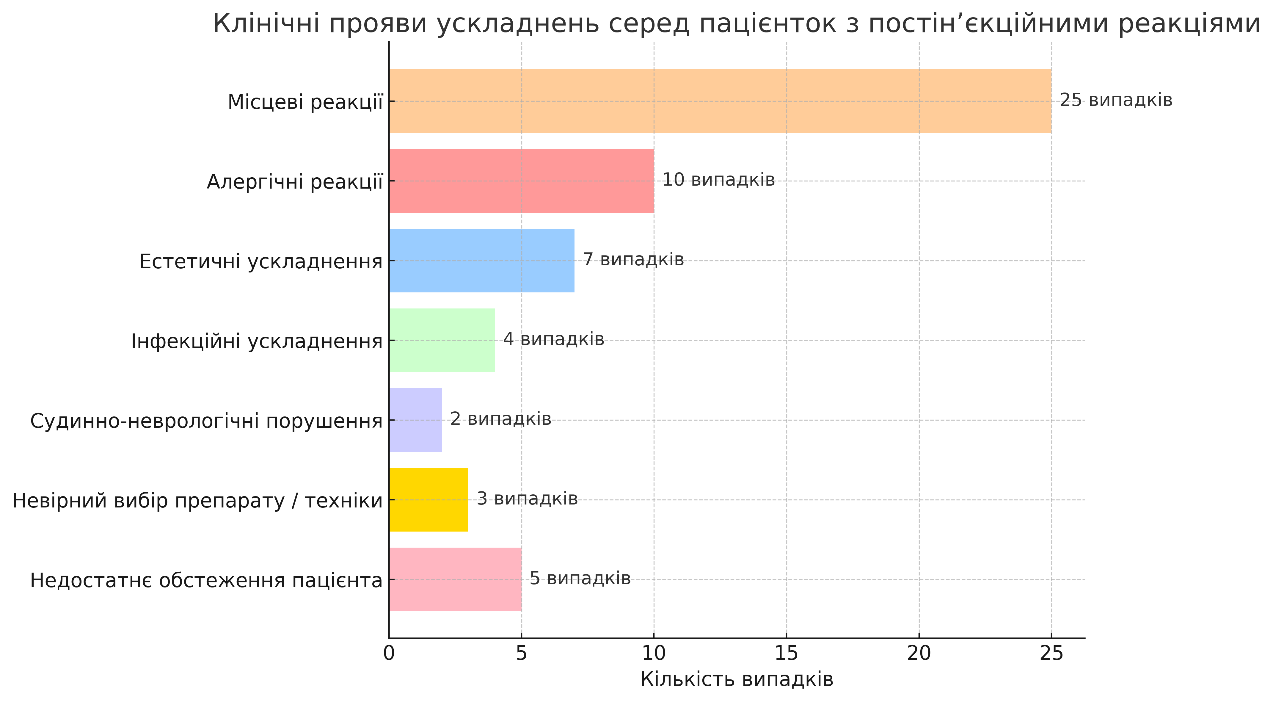 Клінічні прояви ускладнень серед пацієнток з постін’єкційними реакціями
Місцеві реакції
25 випадків
Алергічні реакції
10 випадків
Естетичні ускладнення
7 випадків
Інфекційні ускладнення
4 випадків
Судинно-неврологічні порушення
2 випадків
Невірний вибір препарату / техніки
3 випадків
Недостатнє обстеження пацієнта
5 випадків
0 5 10 15 20 25
Кількість випадків